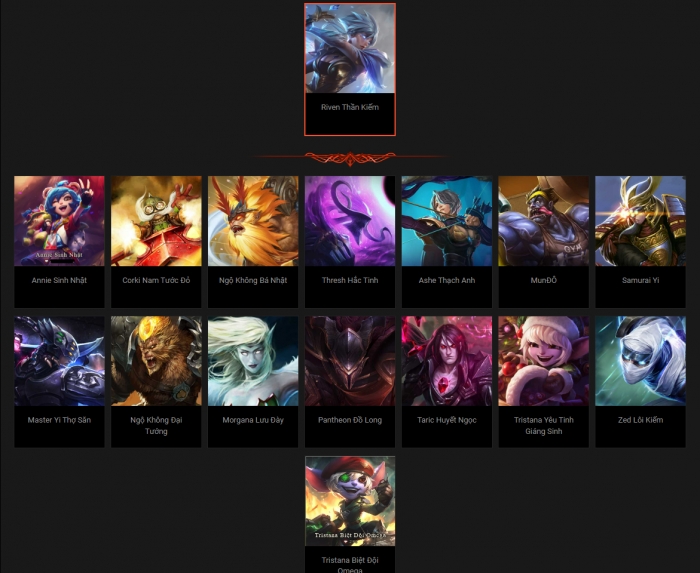 Riven Thần Kiếm
Annie Sinh Nhật
Annie Sinh Nhật
Corki Nam Tước Đỏ
Ngộ Không Bá Nhật
Thresh Hắc Tinh
Ashe Thạch Anh
MunĐÔ
Samurai Yi
Master Yi Thợ Săn
Ngộ Không Đại
Tướng
Morgana Lưu Đày
Pantheon Đồ Long
Taric Huyết Ngọc
Tristana Yêu Tinh
Giáng Sinh
Zed Lôi Kiếm
Tristana Biệt Đội Omega
Tristana Biệt Đội
Omega